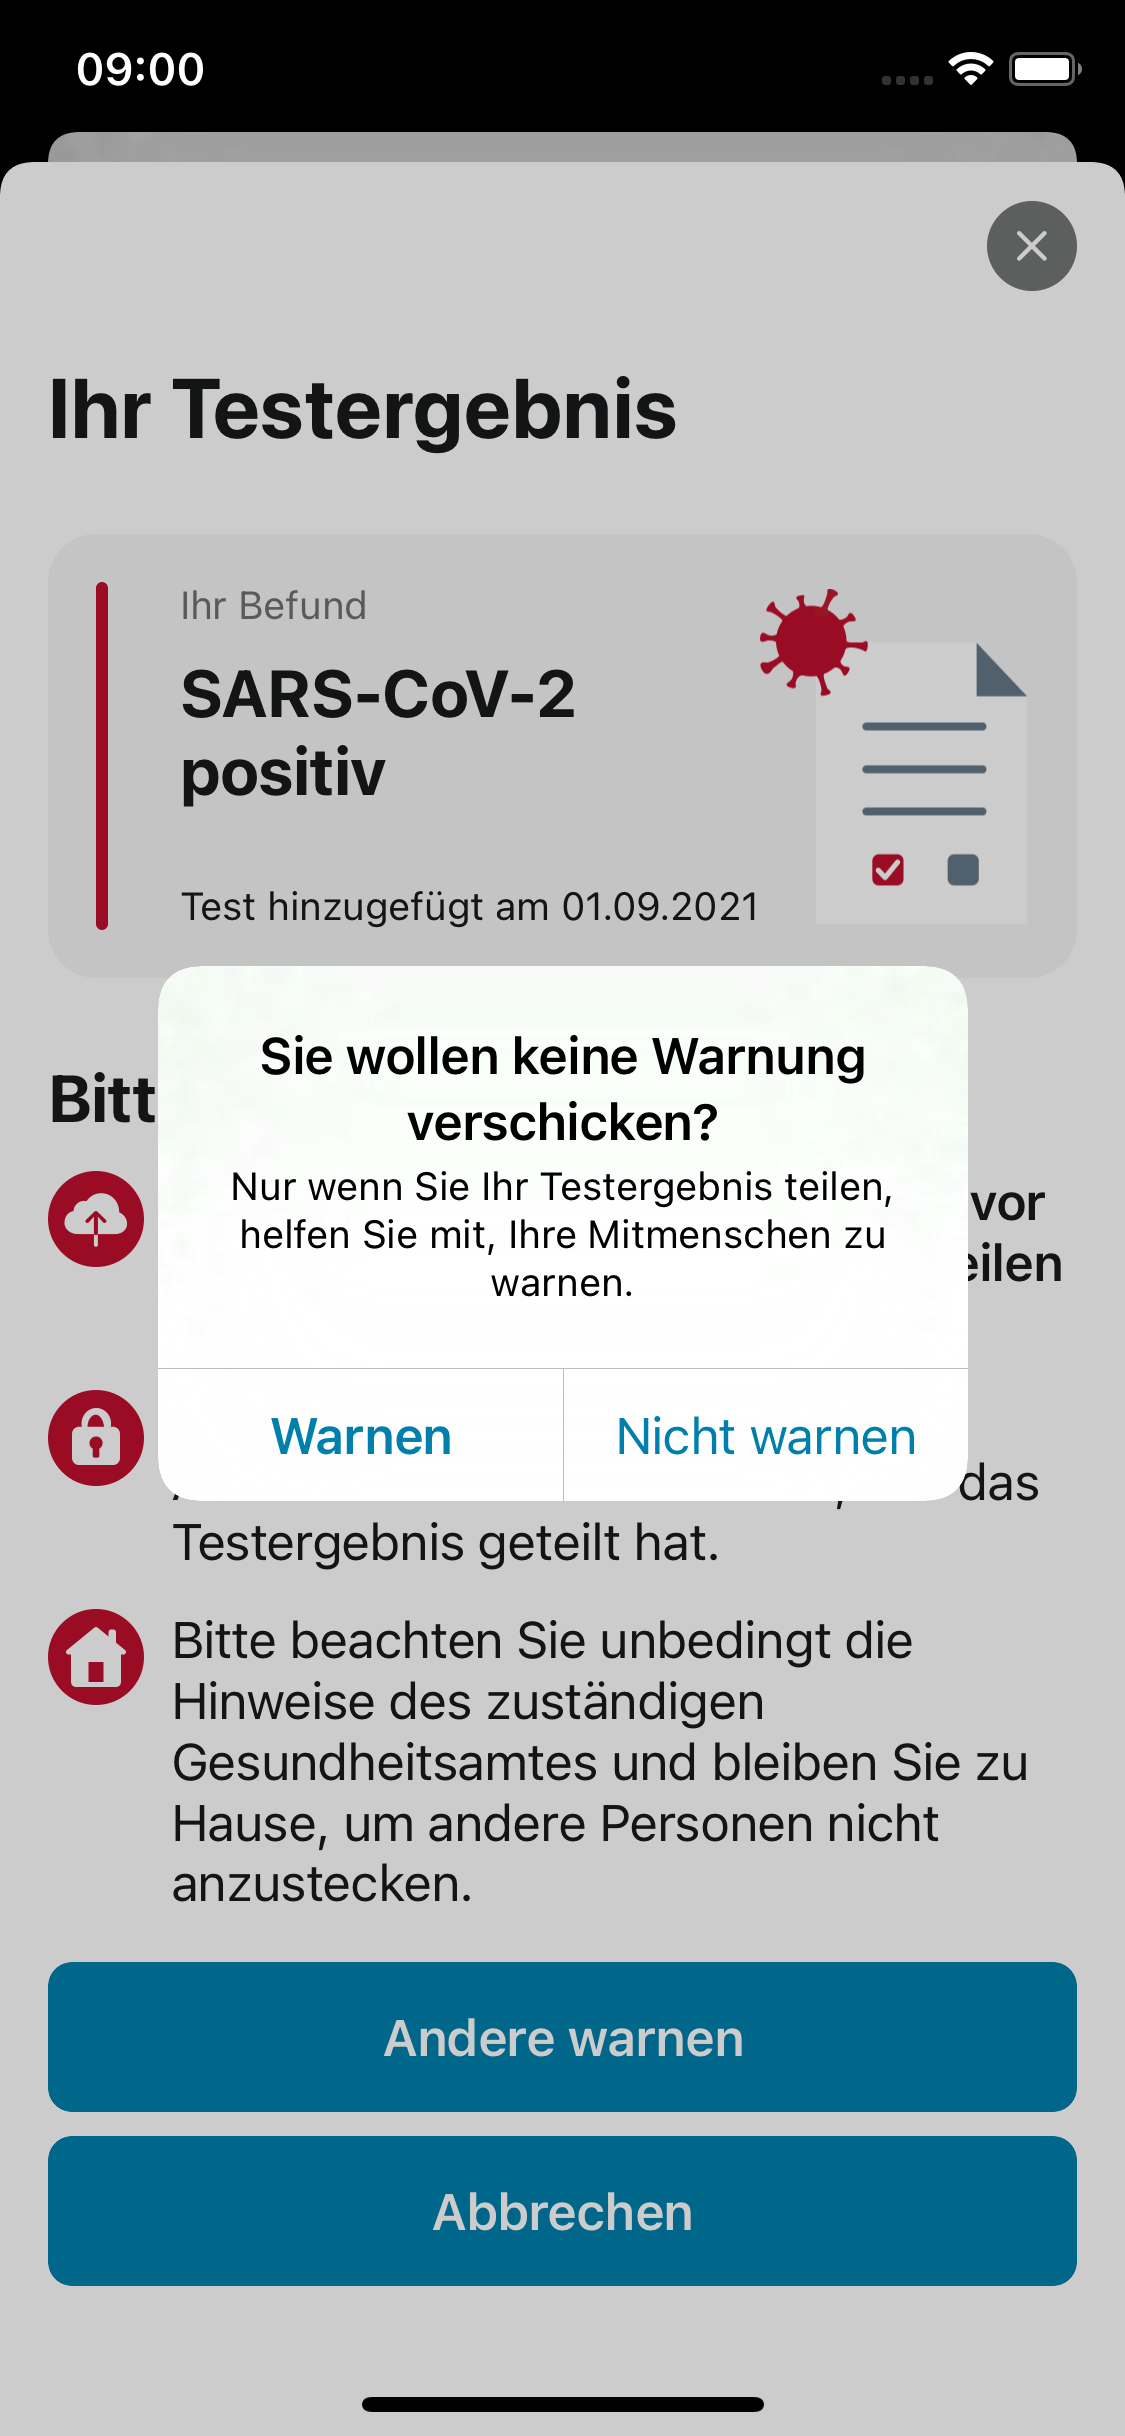 09:00
Ihr Testergebnis
Ihr Befund
SARS-CoV-2
positiv
Test hinzugefügt am 01.09.2021
Sie wollen keine Warnung
verschicken?
Nur wenn Sie Ihr Testergebnis teilen,
helfen Sie mit, Ihre Mitmenschen zu
warnen.
Warnen
Nicht warnen
vor
das
Testergebnis geteilt hat.
Bitte beachten Sie unbedingt die
Hinweise des zuständigen
Gesundheitsamtes und bleiben Sie zu
Hause, um andere Personen nicht
anzustecken.
Andere warnen
Abbrechen